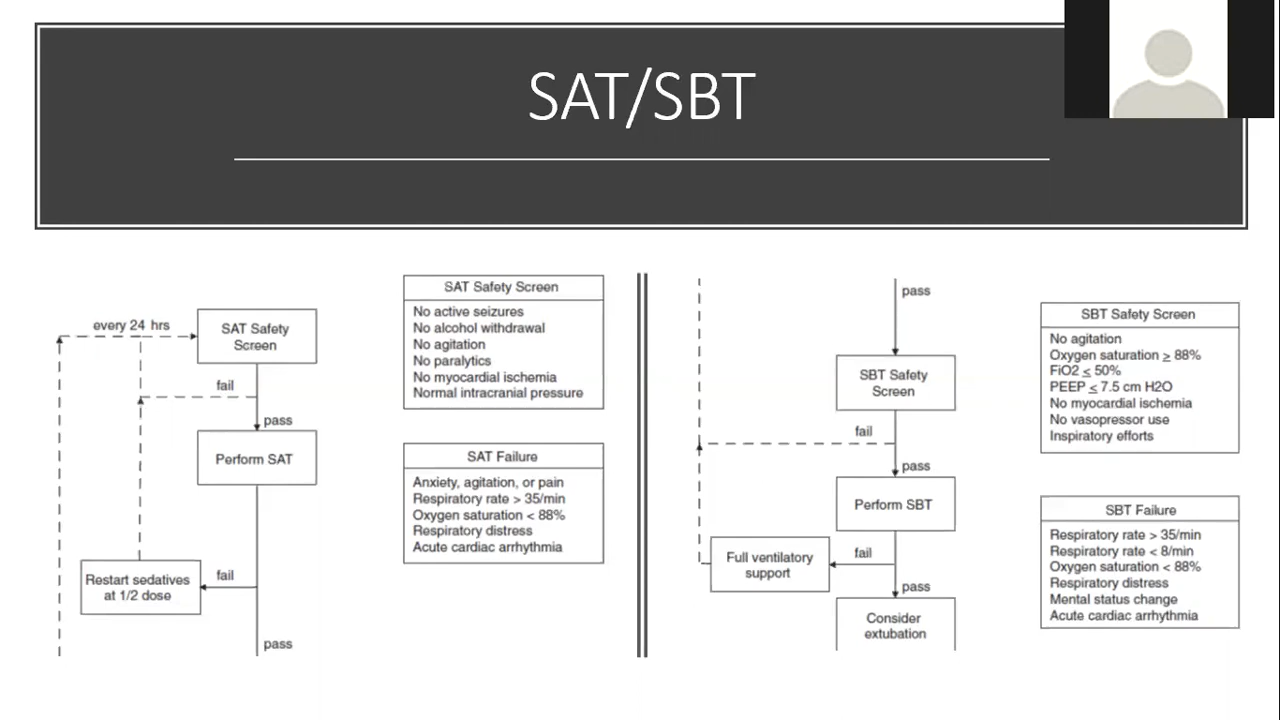 SAT/SBT
every 24 hrs
SAT Safety
Screen
fail
pass
Perform SAT
Restart sedatives
at 1/2 dose
fail
pass
SAT Safety Screen
No active seizures
No alcohol withdrawal
No agitation
No paralytics
No myocardial ischemia
Normal intracranial pressure
SAT Failure
Anxiety, agitation, or pain
Respiratory rate > 35/min
Oxygen saturation < 88%
Respiratory distress
Acute cardiac arrhythmia
pass
SBT Safety
Screen
fail
pass
Perform SBT
Full ventilatory
support
fail
pass
Consider
extubation
SBT Safety Screen
No agitation
Oxygen saturation ≥ 88%
FiO2 ≤ 50%
PEEP ≤ 7.5 cm H2O
No myocardial ischemia
No vasopressor use
Inspiratory efforts
SBT Failure
Respiratory rate > 35/min
Respiratory rate < 8/min
Oxygen saturation < 88%
Respiratory distress
Mental status change
Acute cardiac arrhythmia